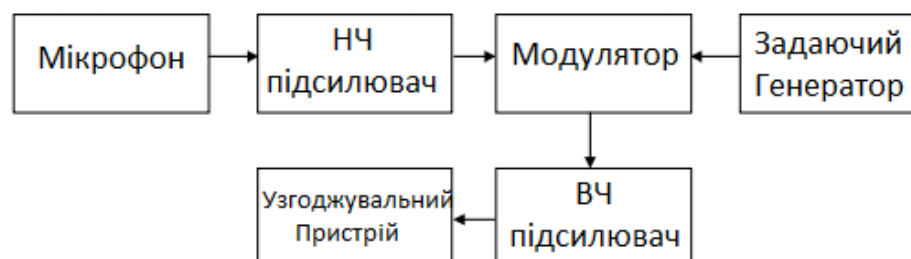 Мікрофон
НЧ
підсилювач
Модулятор
Задаючий
Генератор
Узгоджувальний
Пристрій
ВЧ
підсилювач